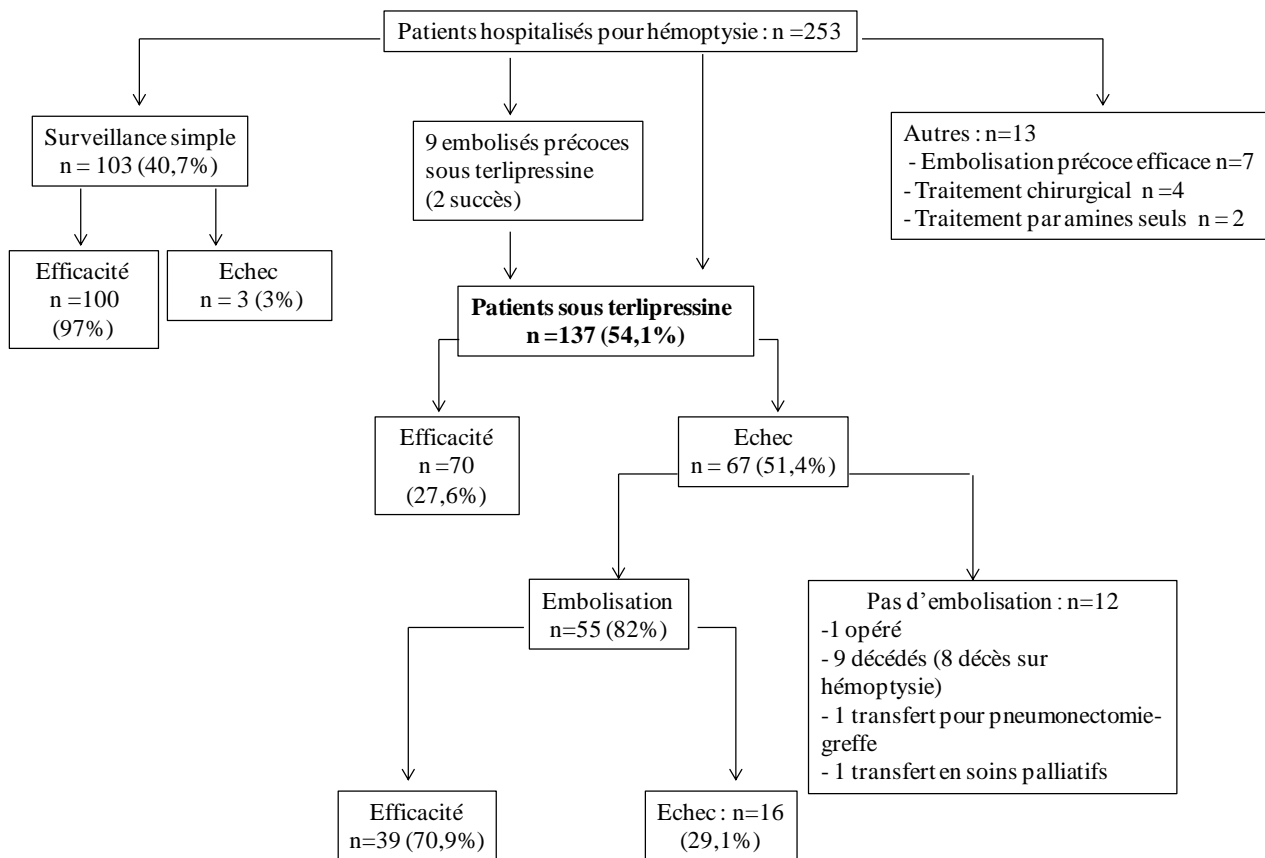 Patients hospitalisés pour hémoptysie : n =253
Surveillance simple
n = 103 (40,7%)
9 embolisés précoces
sous terlipressine
(2 succès)
Autres : n=13
- Embolisation précoce efficace n=7
- Traitement chirurgical n =4
- Traitement par amines seuls n = 2
Efficacité
n =100
(97%)
Echec
n = 3 (3%)
Patients sous terlipressine
n =137 (54,1%)
Efficacité
n =70
(27,6%)
Echec
n = 67 (51,4%)
Embolisation
n=55 (82%)
Pas d’embolisation : n=12
-1 opéré
- 9 décédés (8 décès sur
hémoptysie)
- 1 transfert pour pneumonectomie-
greffe
- 1 transfert en soins palliatifs
Efficacité
n=39 (70,9%)
Echec : n=16
(29,1%)